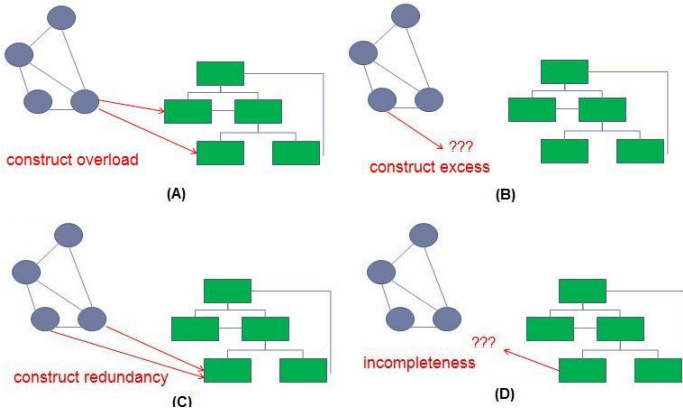 construct overload
(A)
???
construct excess
(B)
construct redundancy
(C)
???
incompleteness
(D)